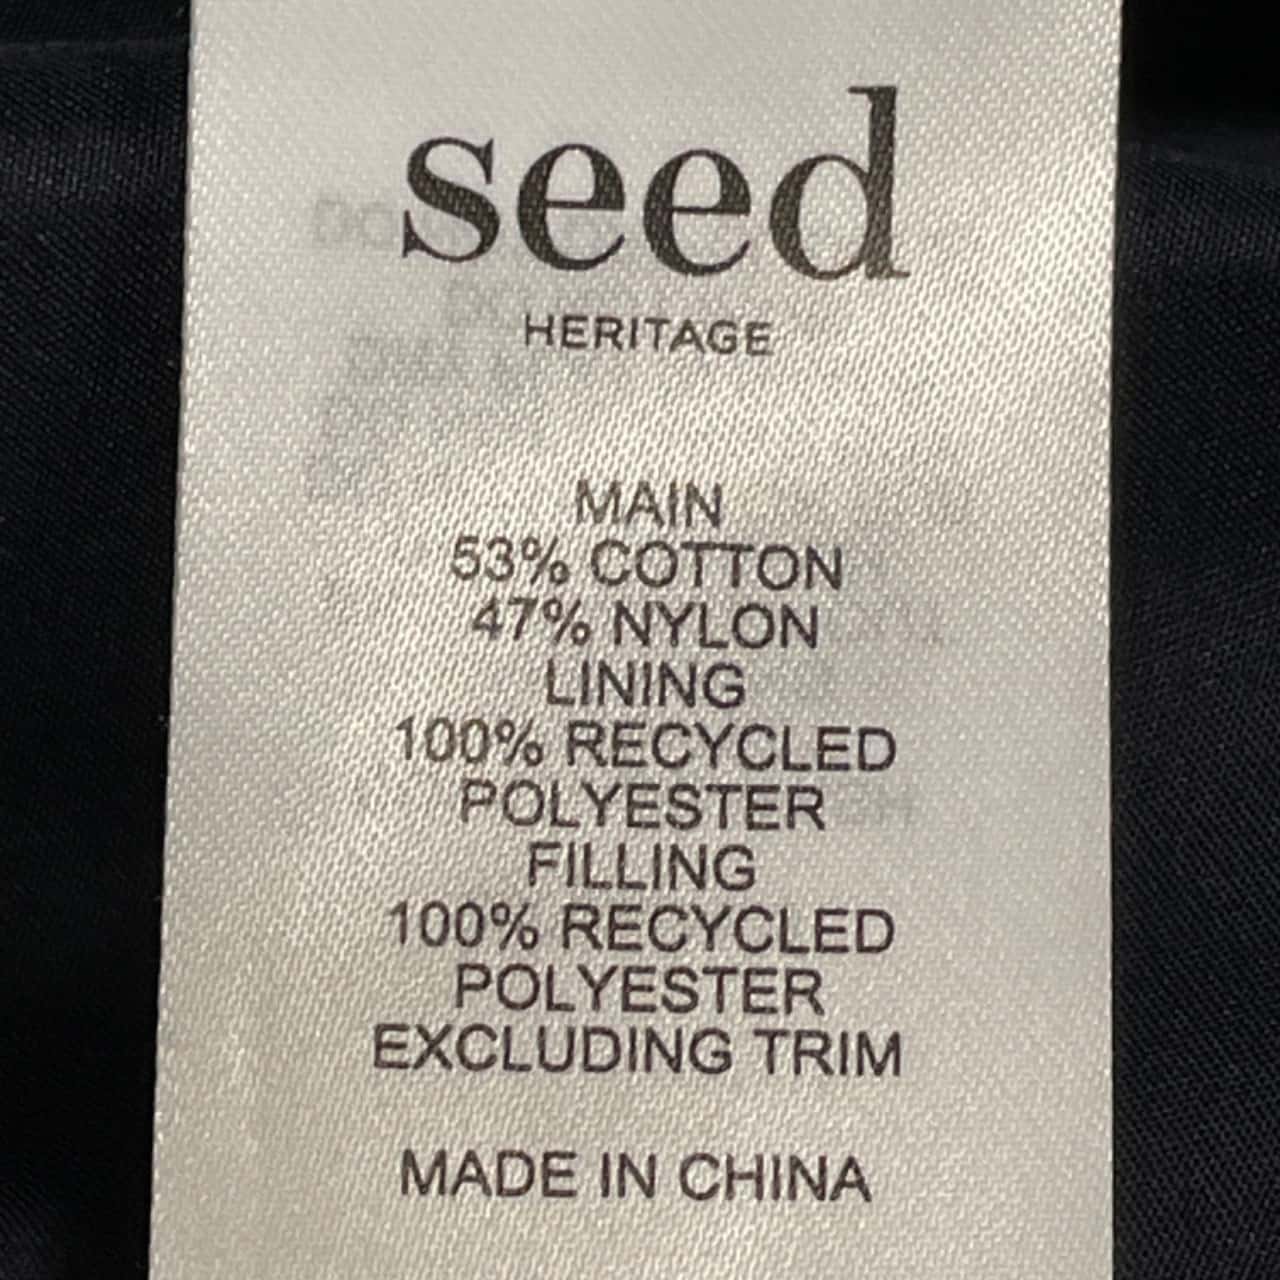 seed
HERITAGE
MAIN
53% COTTON
47% NYLON
LINING
100% RECYCLED
POLYESTER
FILLING
100% RECYCLED
POLYESTER
EXCLUDING TRIM
MADE IN CHINA